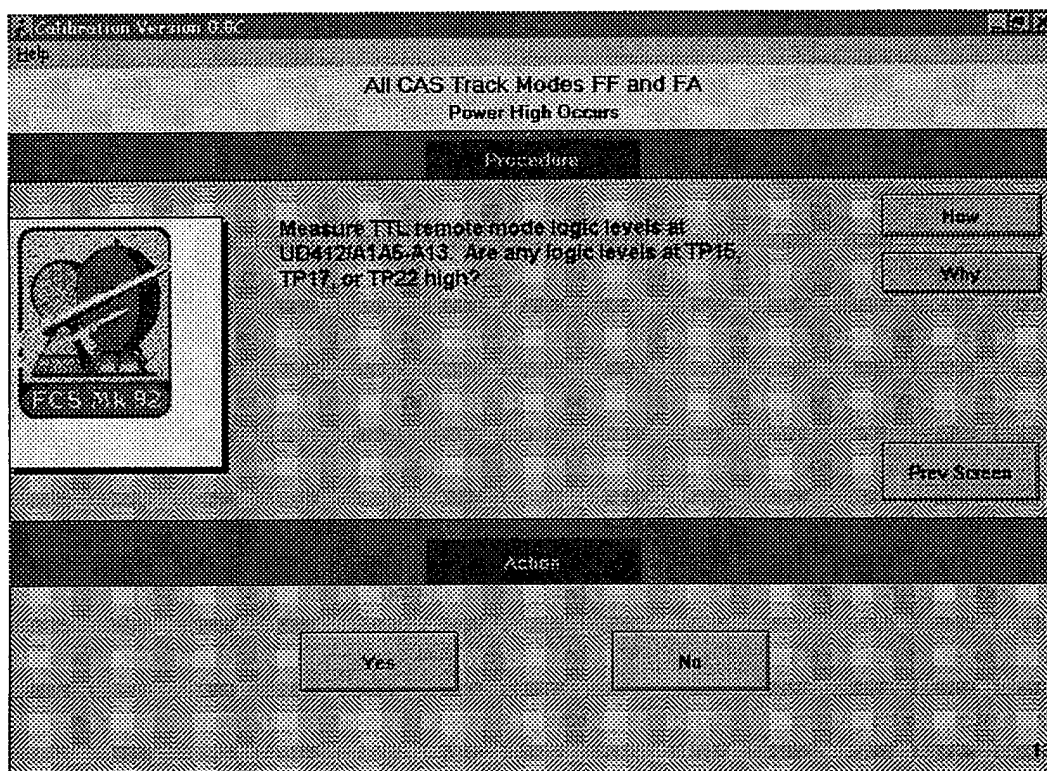 Calibration Version 0.0C
Help
All CAS Track Modes FF and FA
Power High Occurs
Procedure
Measure TTL remote mode logic levels at
UD412/A1A5-A13. Are any logic levels at TP15,
TP17, or TP22 high?
How
Why
FCS Mk 92
Prev Screen
Action
Yes
No